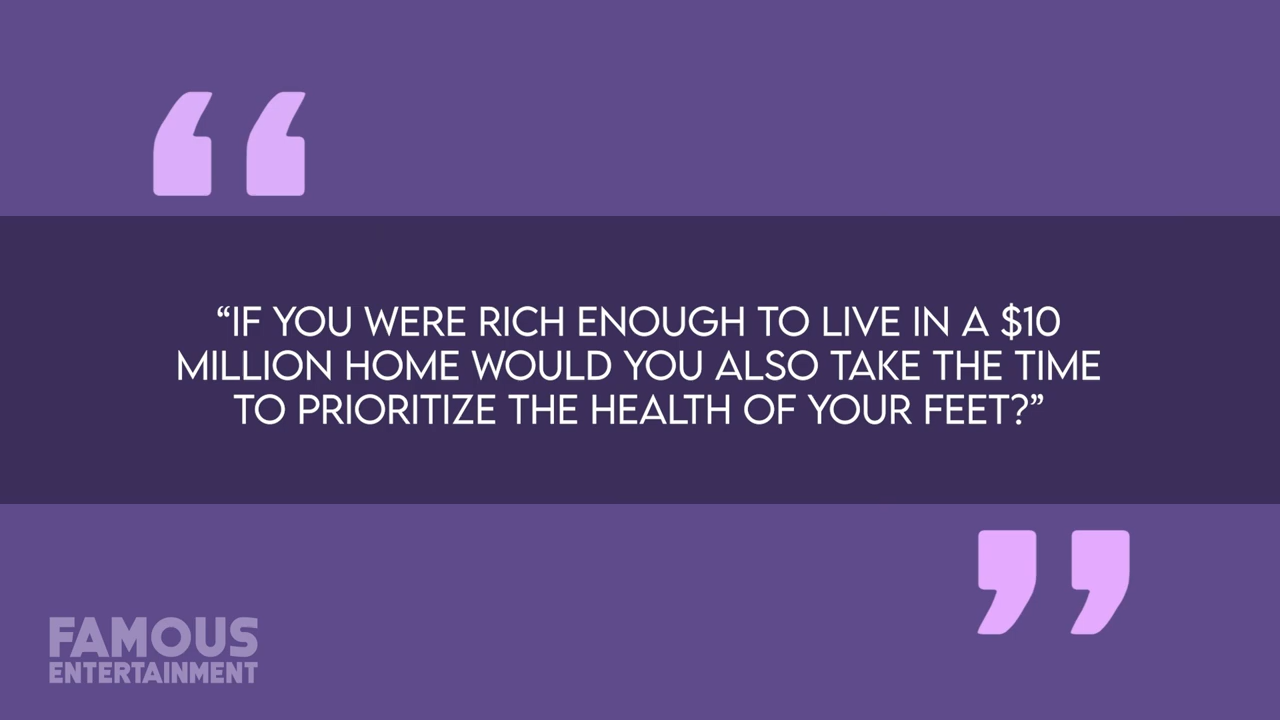 “IF YOU WERE RICH ENOUGH TO LIVE IN A $10
MILLION HOME WOULD YOU ALSO TAKE THE TIME
TO PRIORITIZE THE HEALTH OF YOUR FEET?”
FAMOUS
ENTERTAINMENT